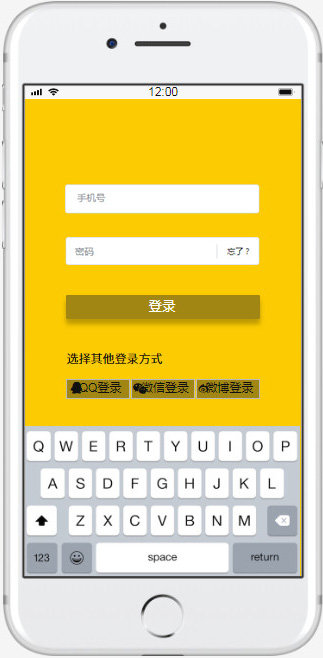 12:00
手机号
密码 忘了?
登录
选择其他登录方式
QQ登录 微信登录 微博登录
Q W E R T Y U I O P
A S D F G H J K L
Z X C V B N M
123 space return